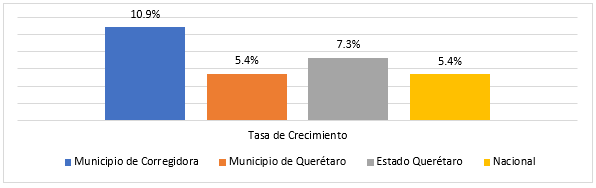 10.9%
7.3%
5.4%
5.4%
Tasa de Crecimiento
Municipio de Corregidora
Municipio de Querétaro
Estado Querétaro
Nacional